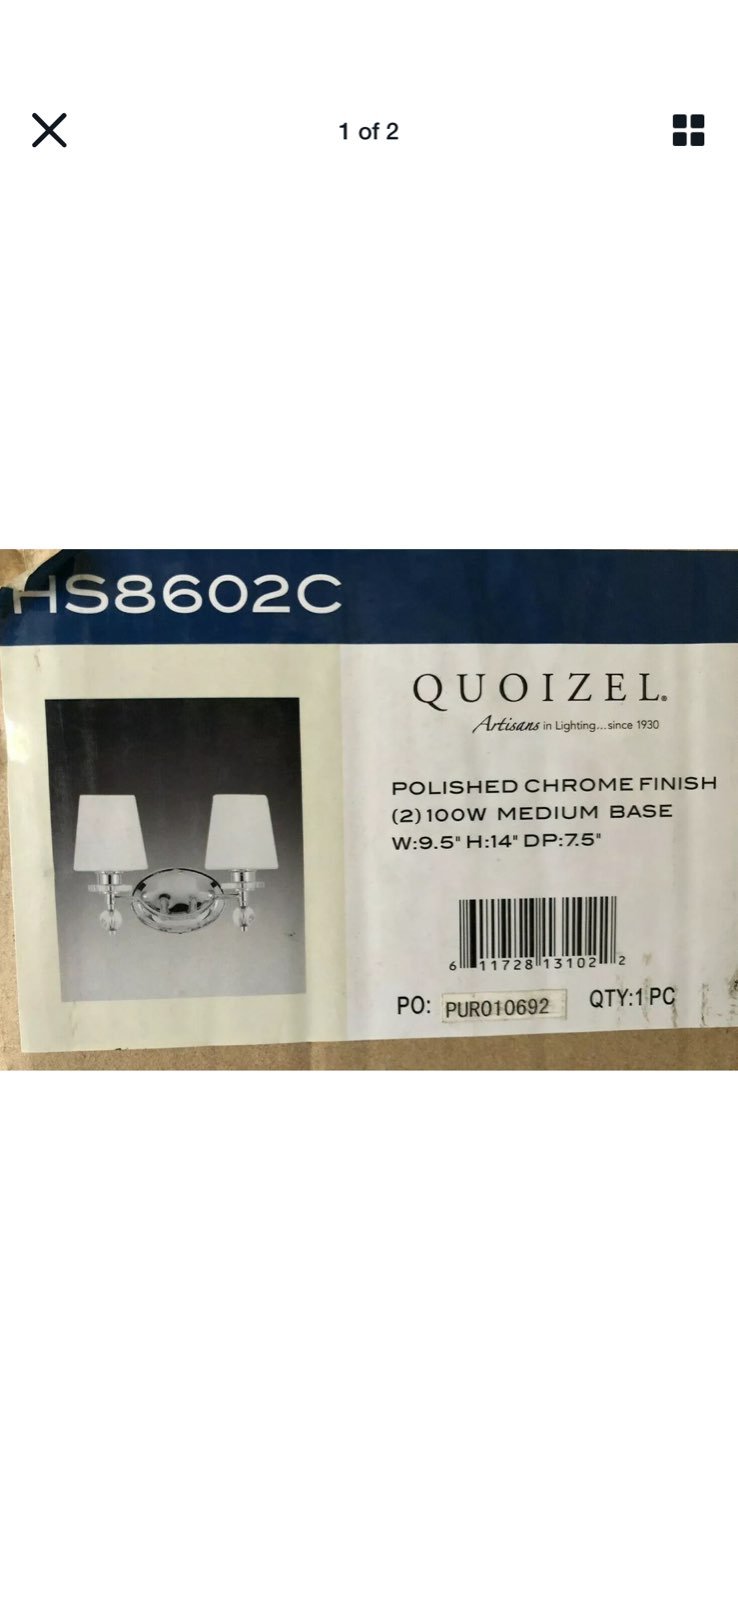 1 of 2
HS8602C
QUOIZEL®
Artisans in Lighting...since 1930
POLISHED CHROME FINISH
(2) 100W MEDIUM BASE
W:9.5" H:14" DP:7.5"
6 11728 13102 2
PO: PUR010692 QTY:1 PC